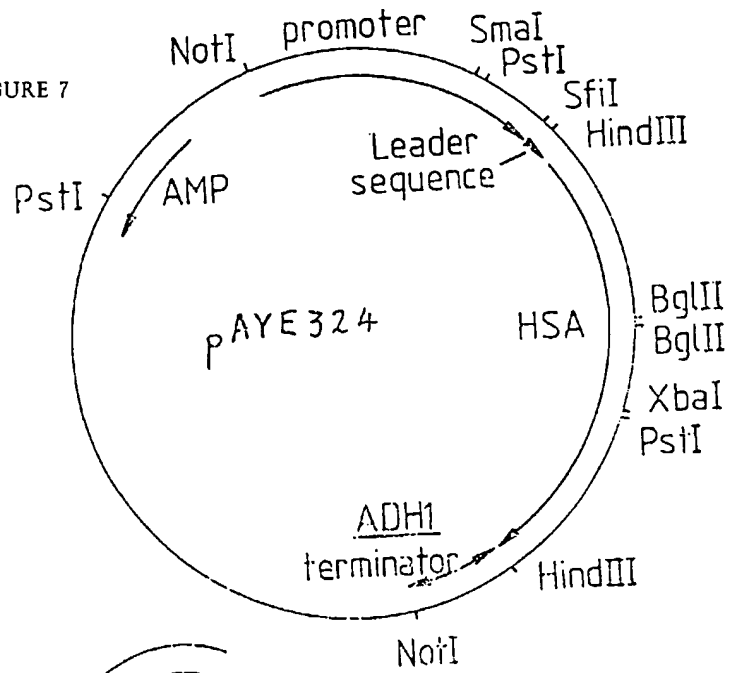 GURE 7
NotI
promoter
SmaI
PstI
SfiI
HindIII
Leader
sequence
PstI
AMP
pAYE324
HSA
BglII
BglII
XbaI
PstI
ADH1
terminator
HindIII
NotI